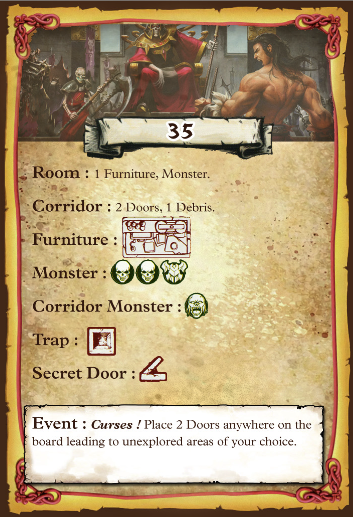 35
Room : 1 Furniture, Monster.
Corridor : 2 Doors, 1 Debris.
Furniture :
Monster :
Corridor Monster :
Trap :
Secret Door :
Event : Curses ! Place 2 Doors anywhere on the
board leading to unexplored areas of your choice.